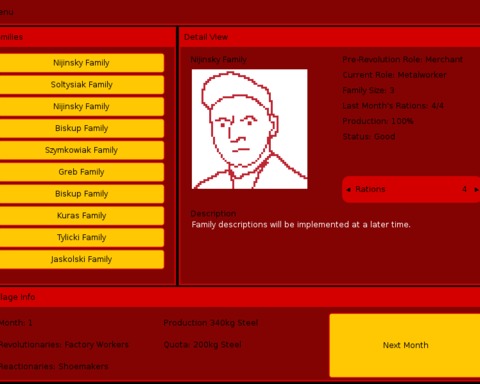 enu
milies
Nijinsky Family
Soltysiak Family
Nijinsky Family
Biskup Family
Szymkowiak Family
Greb Family
Biskup Family
Kuras Family
Tylicki Family
Jaskolski Family
Detail View
Nijinsky Family
Pre-Revolution Role: Merchant
Current Role: Metalworker
Family Size: 3
Last Month's Rations: 4/4
Production: 100%
Status: Good
Rations 4
Description
Family descriptions will be implemented at a later time.
llage Info
Month: 1
Revolutionaries: Factory Workers
Reactionaries: Shoemakers
Production 340kg Steel
Quota: 200kg Steel
Next Month